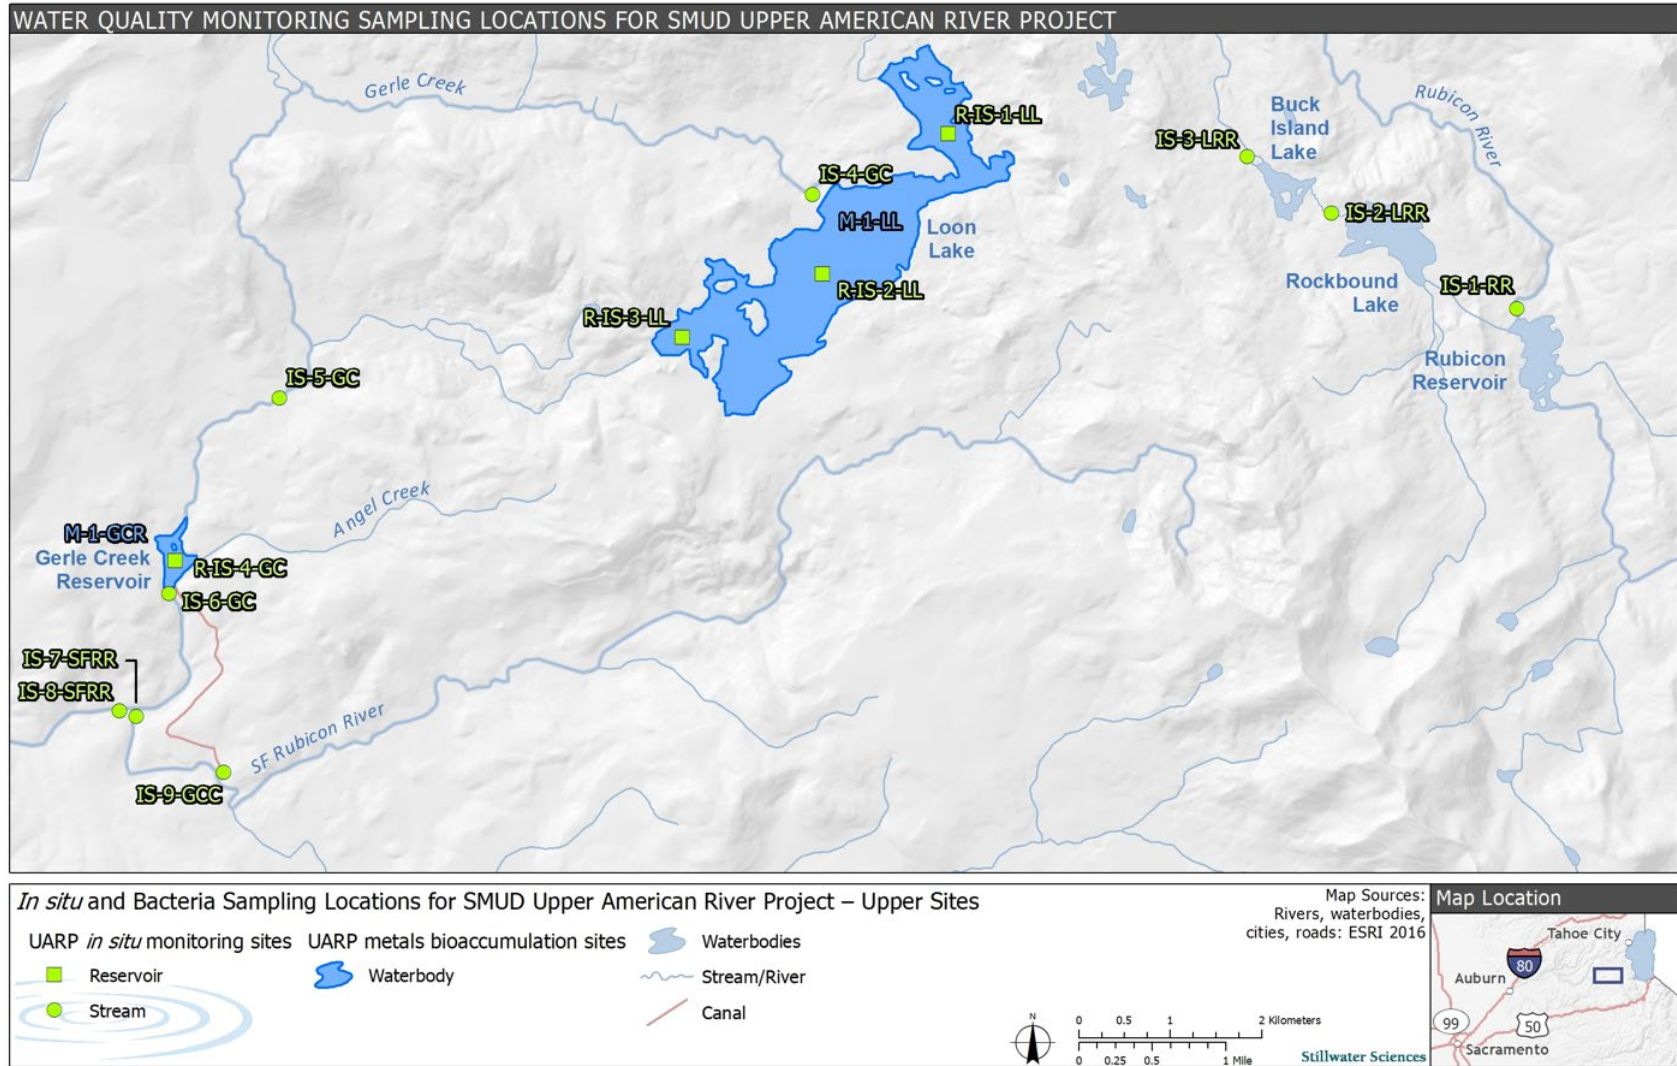 WATER QUALITY MONITORING SAMPLING LOCATIONS FOR SMUD UPPER AMERICAN RIVER PROJECT
Gerle Creek
Rubicon River
R-IS-1-LL
Buck
Island
Lake
IS-3-LRR
IS-4-GC
IS-2-LRR
M-1-LL
Loon
Lake
R-IS-2-LL
Rockbound
Lake
IS-1-RR
R-IS-3-LL
Rubicon
Reservoir
IS-5-GC
Angel Creek
M-1-GCR
Gerle Creek
Reservoir
R-IS-4-GC
IS-6-GC
IS-7-SFRR
IS-8-SFRR
SF Rubicon River
IS-9-GCC
In situ and Bacteria Sampling Locations for SMUD Upper American River Project – Upper Sites
UARP in situ monitoring sites
Reservoir
Stream
UARP metals bioaccumulation sites
Waterbody
Waterbodies
Stream/River
Canal
Map Sources:
Rivers, waterbodies,
cities, roads: ESRI 2016
N
0 0.5 1 2 Kilometers
0 0.25 0.5 1 Mile
Stillwater Sciences
Map Location
Tahoe City
80
Auburn
99
50
Sacramento